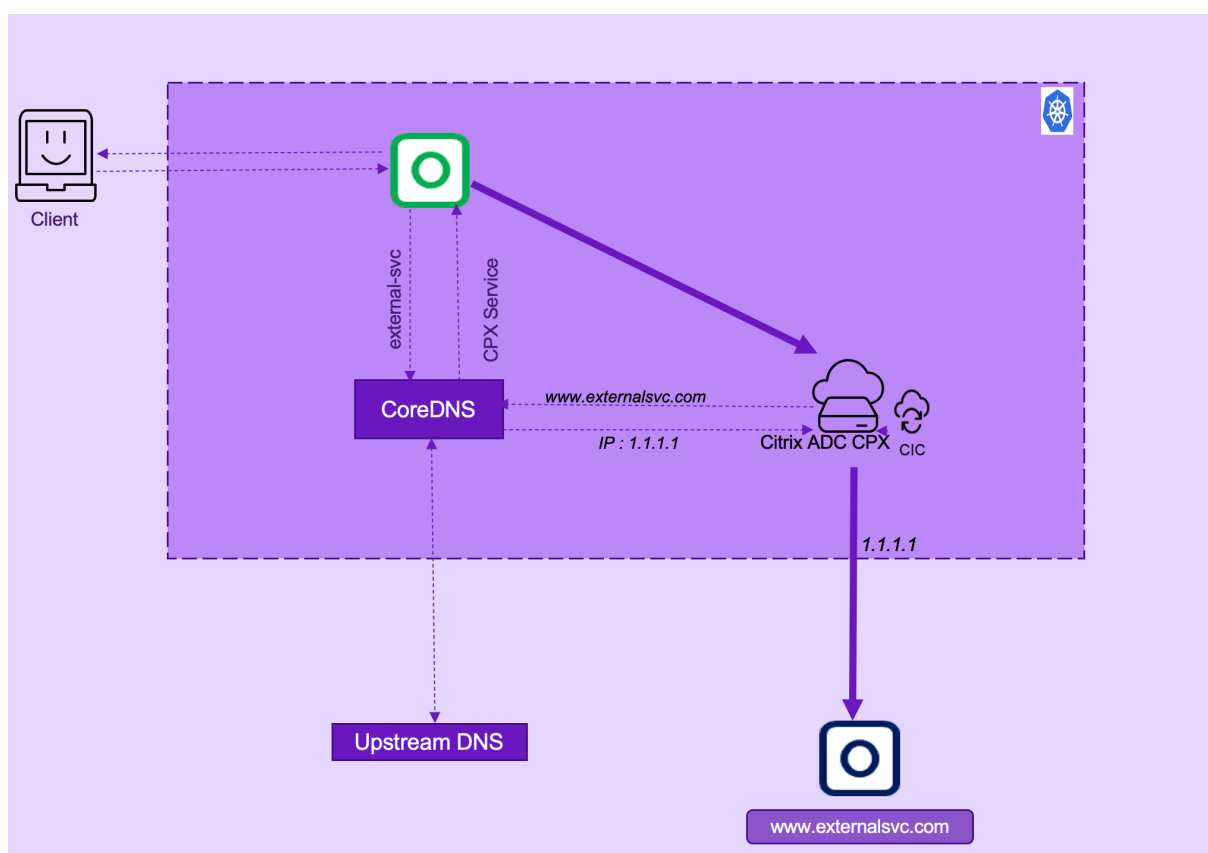 Client
external-svc
CPX Service
CoreDNS
www.externalsvc.com
IP : 1.1.1.1
Citrix ADC CPX
CIC
1.1.1.1
Upstream DNS
www.externalsvc.com